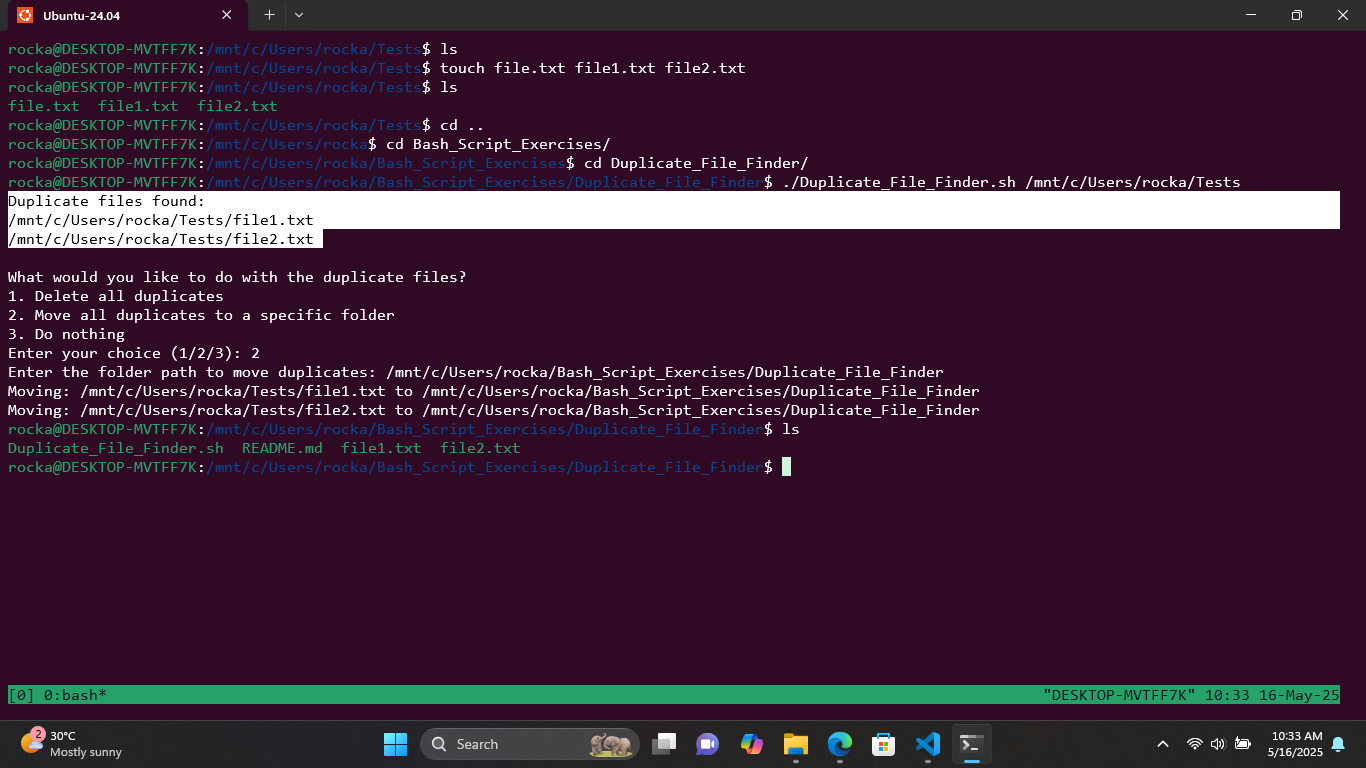 Ubuntu-24.04
rocka@DESKTOP-MVTFF7K:/mnt/c/Users/rocka/Tests$ ls
rocka@DESKTOP-MVTFF7K:/mnt/c/Users/rocka/Tests$ touch file.txt file1.txt file2.txt
rocka@DESKTOP-MVTFF7K:/mnt/c/Users/rocka/Tests$ ls
file.txt  file1.txt  file2.txt
rocka@DESKTOP-MVTFF7K:/mnt/c/Users/rocka/Tests$ cd ..
rocka@DESKTOP-MVTFF7K:/mnt/c/Users/rocka$ cd Bash_Script_Exercises/
rocka@DESKTOP-MVTFF7K:/mnt/c/Users/rocka/Bash_Script_Exercises$ cd Duplicate_File_Finder/
rocka@DESKTOP-MVTFF7K:/mnt/c/Users/rocka/Bash_Script_Exercises/Duplicate_File_Finder$ ./Duplicate_File_Finder.sh /mnt/c/Users/rocka/Tests
Duplicate files found:
/mnt/c/Users/rocka/Tests/file1.txt
/mnt/c/Users/rocka/Tests/file2.txt
What would you like to do with the duplicate files?
1. Delete all duplicates
2. Move all duplicates to a specific folder
3. Do nothing
Enter your choice (1/2/3): 2
Enter the folder path to move duplicates: /mnt/c/Users/rocka/Bash_Script_Exercises/Duplicate_File_Finder
Moving: /mnt/c/Users/rocka/Tests/file1.txt to /mnt/c/Users/rocka/Bash_Script_Exercises/Duplicate_File_Finder
Moving: /mnt/c/Users/rocka/Tests/file2.txt to /mnt/c/Users/rocka/Bash_Script_Exercises/Duplicate_File_Finder
rocka@DESKTOP-MVTFF7K:/mnt/c/Users/rocka/Bash_Script_Exercises/Duplicate_File_Finder$ ls
Duplicate_File_Finder.sh  README.md  file1.txt  file2.txt
rocka@DESKTOP-MVTFF7K:/mnt/c/Users/rocka/Bash_Script_Exercises/Duplicate_File_Finder$
[0] 0:bash* "DESKTOP-MVTFF7K" 10:33 16-May-25
2
30°C
Mostly sunny
Search
10:33 AM
5/16/2025